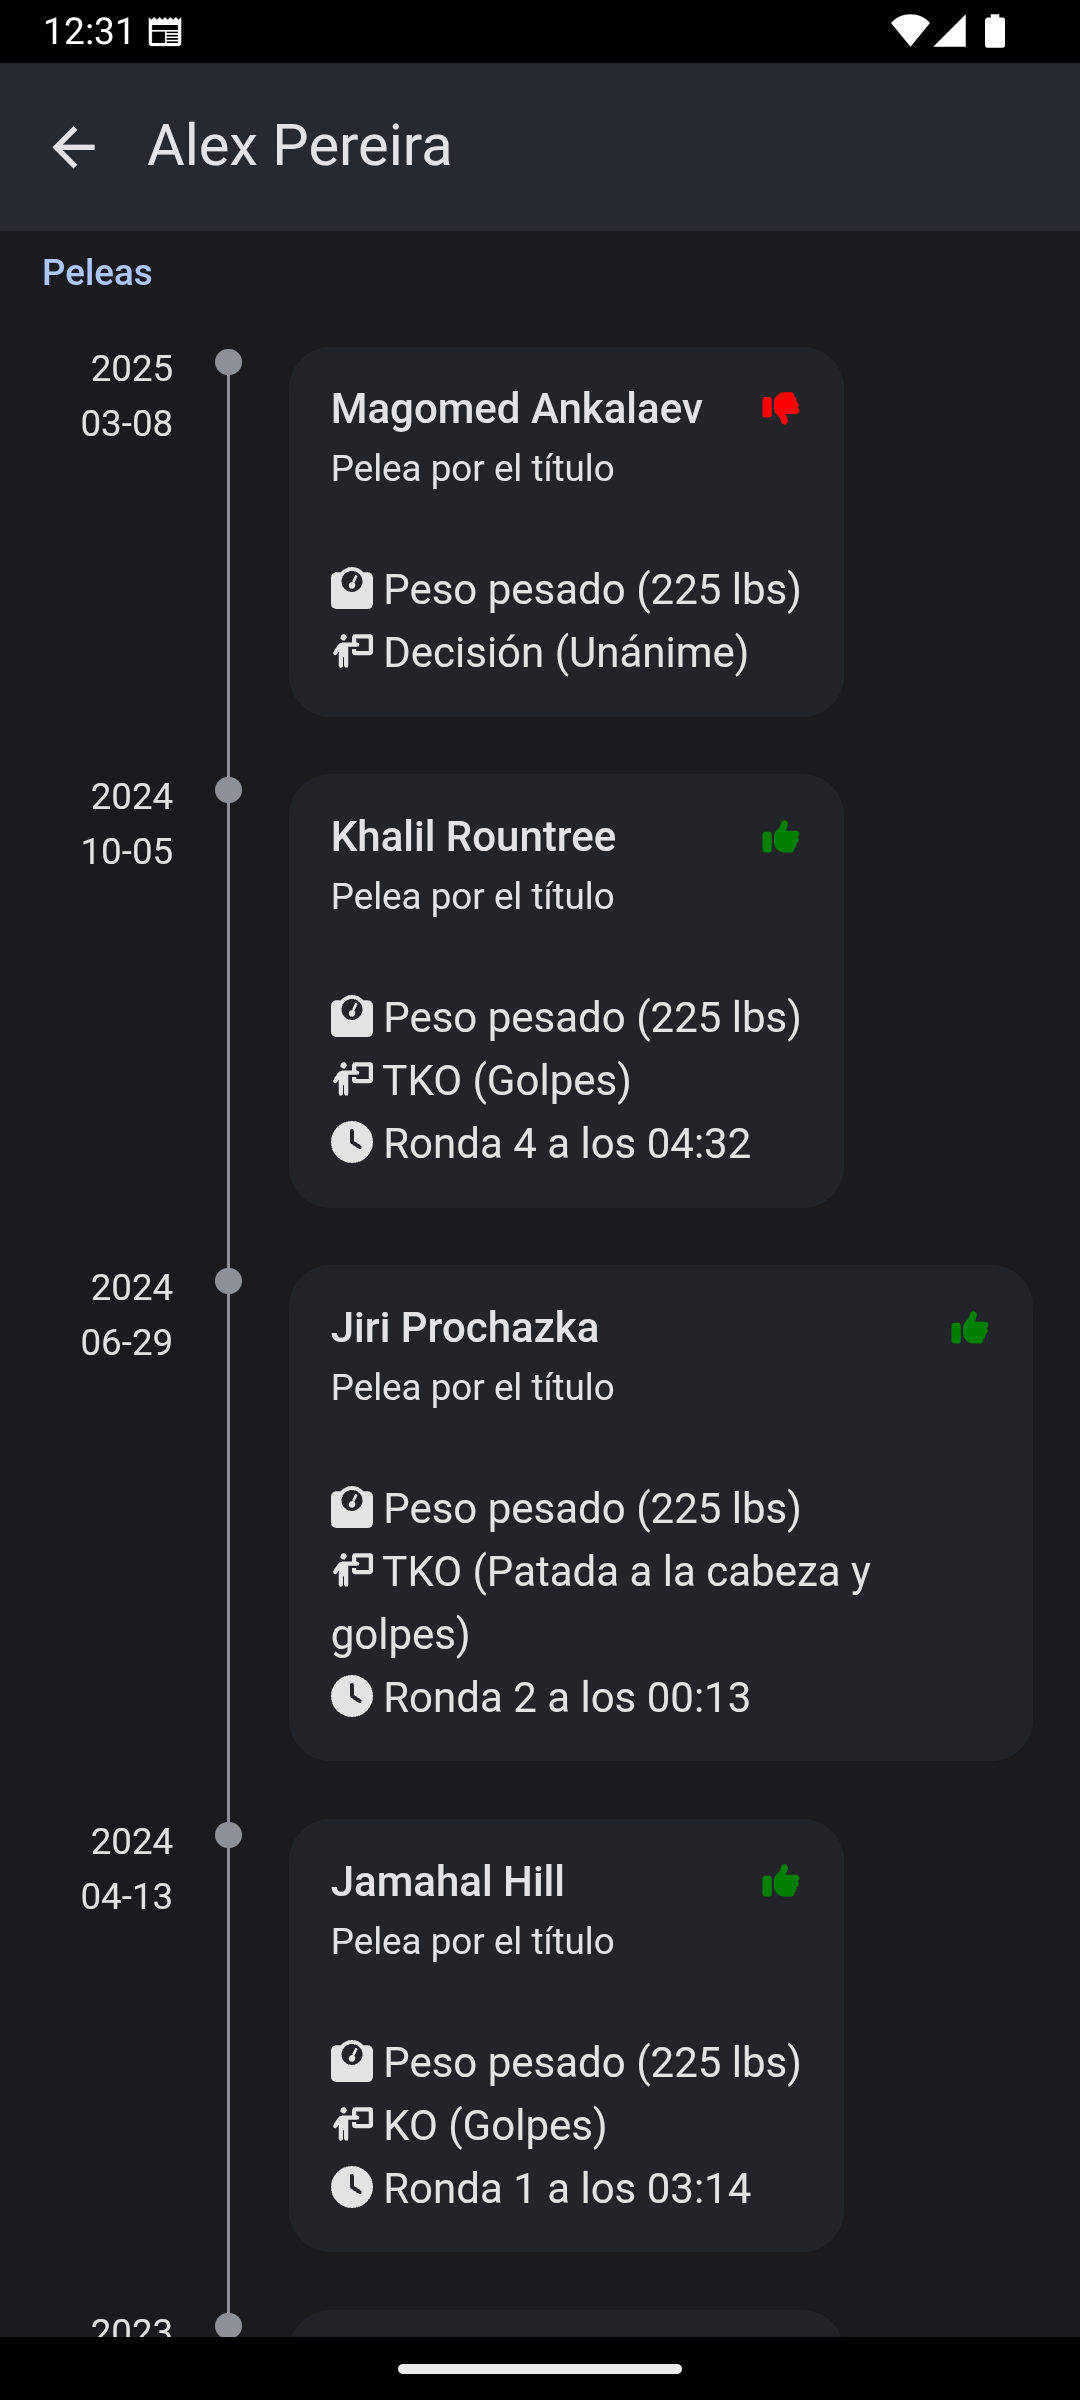 12:31
Alex Pereira
Peleas
2025
03-08
Magomed Ankalaev
Pelea por el título
Peso pesado (225 lbs)
Decisión (Unánime)
2024
10-05
Khalil Rountree
Pelea por el título
Peso pesado (225 lbs)
TKO (Golpes)
Ronda 4 a los 04:32
2024
06-29
Jiri Prochazka
Pelea por el título
Peso pesado (225 lbs)
TKO (Patada a la cabeza y
golpes)
Ronda 2 a los 00:13
2024
04-13
Jamahal Hill
Pelea por el título
Peso pesado (225 lbs)
KO (Golpes)
Ronda 1 a los 03:14
2023